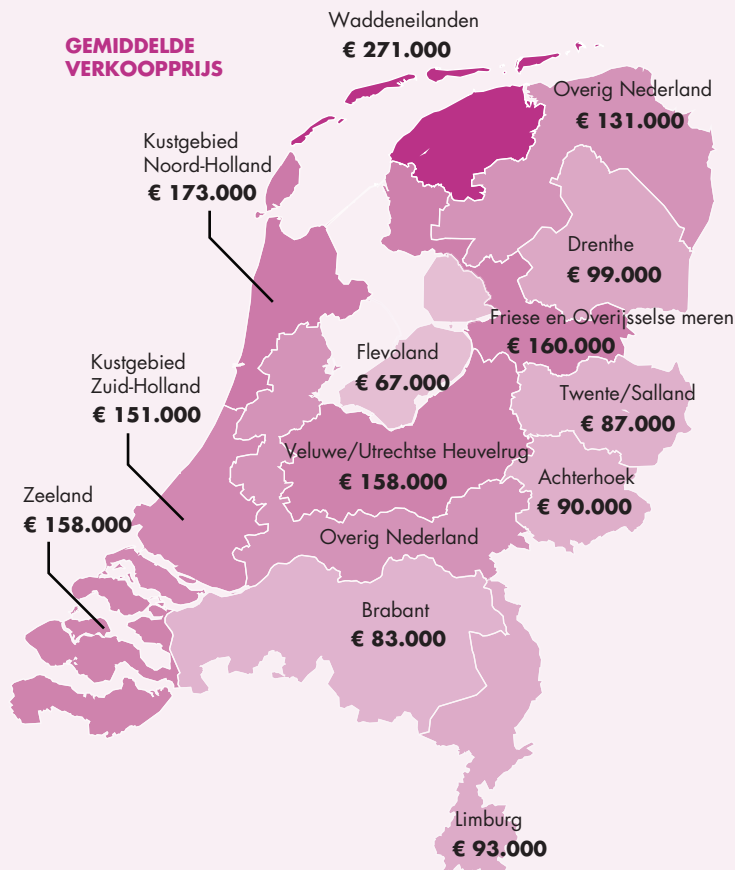 GEMIDDELDE
VERKOOPPRIJS
Waddeneilanden
€ 271.000
Overig Nederland
€ 131.000
Kustgebied
Noord-Holland
€ 173.000
Drenthe
€ 99.000
Friese en Overijsselse meren
€ 160.000
Flevoland
€ 67.000
Kustgebied
Zuid-Holland
€ 151.000
Twente/Salland
€ 87.000
Veluwe/Utrechtse Heuvelrug
€ 158.000
Achterhoek
€ 90.000
Zeeland
€ 158.000
Overig Nederland
Brabant
€ 83.000
Limburg
€ 93.000